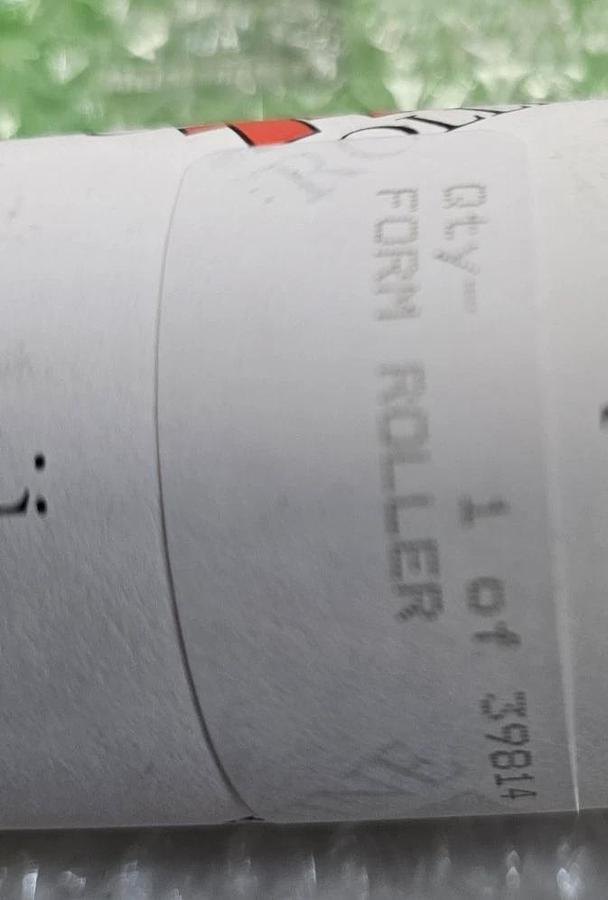 Qty- 1 of 39814
FORM ROLLER